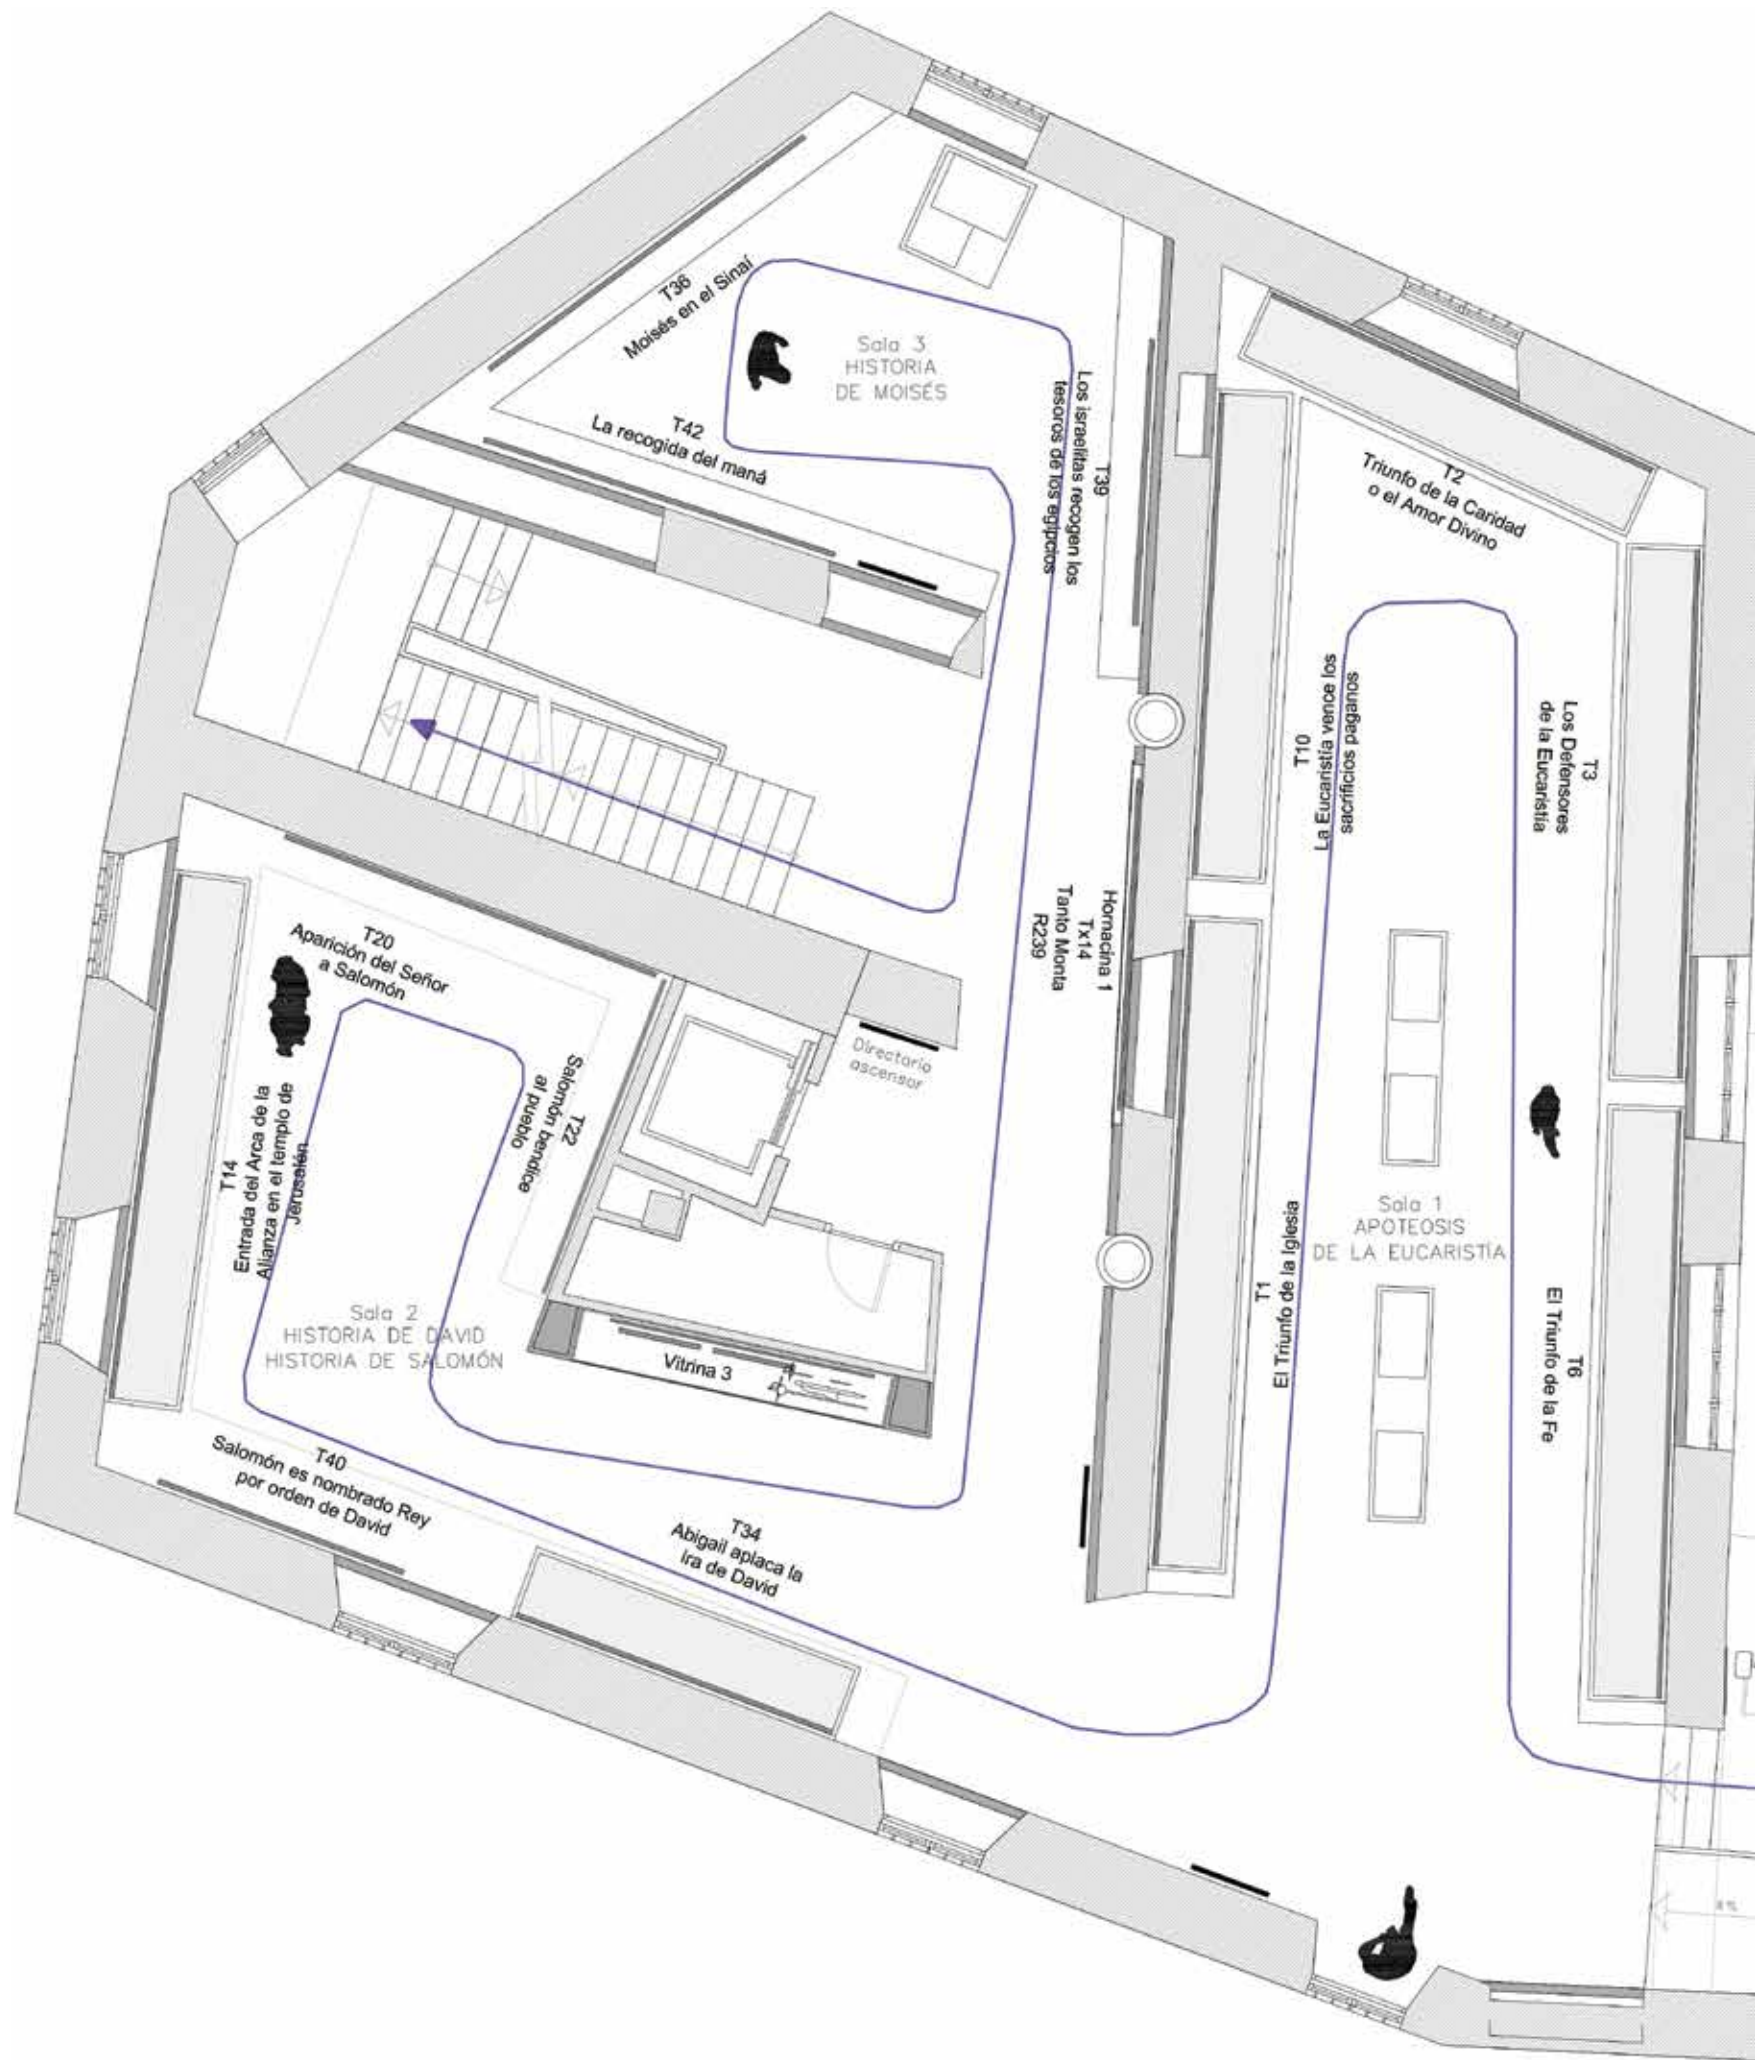 T36
Moisés en el Sinaí
Sala 3
HISTORIA
DE MOISÉS
T42
La recogida del maná
T39
Los israelitas recogen los
tesoros de los egipcios
T2
Triunfo de la Caridad
o el Amor Divino
T10
La Eucaristía vence los
sacrificios paganos
T3
Los Defensores
de la Eucaristía
Hornacina 1
Tx14
Tanto Monta
R239
T20
Aparición del Señor
a Salomón
Directorio
ascensor
T22
Salomón bendice
al pueblo
T14
Entrada del Arca de la
Alianza en el templo de
Jerusalén
Sala 1
APOTEOSIS
DE LA EUCARISTÍA
T1
El Triunfo de la Iglesia
T6
El Triunfo de la Fe
Sala 2
HISTORIA DE DAVID
HISTORIA DE SALOMÓN
Vitrina 3
T40
Salomón es nombrado Rey
por orden de David
T34
Abigail aplaca la
Ira de David